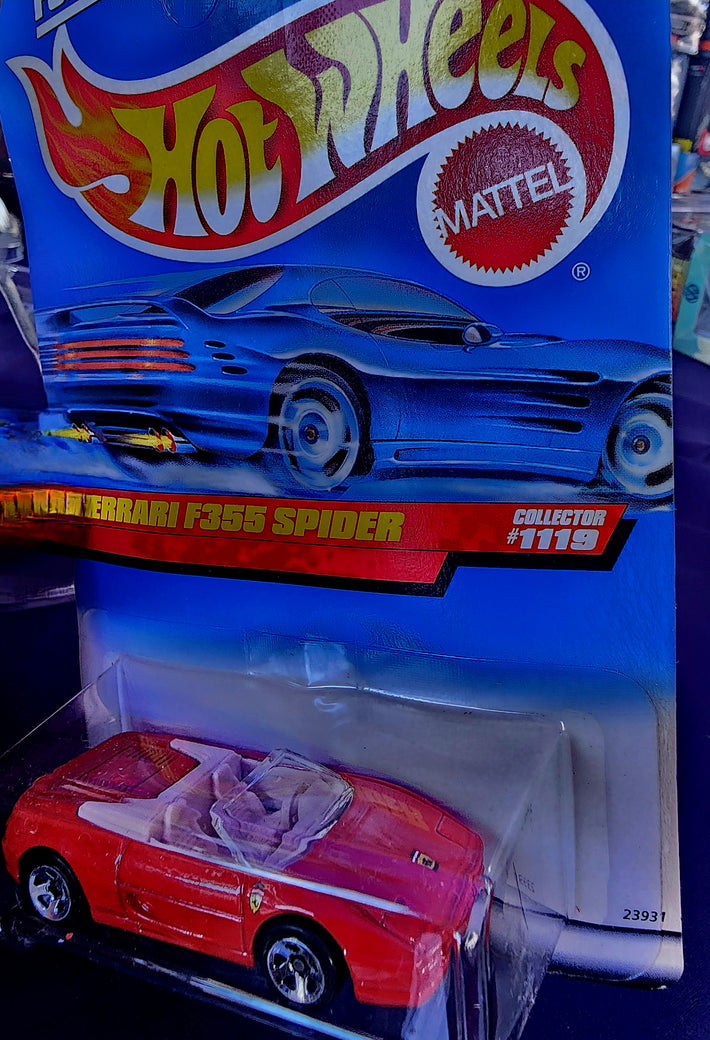 HOT WHEELS
MATTEL
®
FERRARI F355 SPIDER
COLLECTOR
#1119
23931